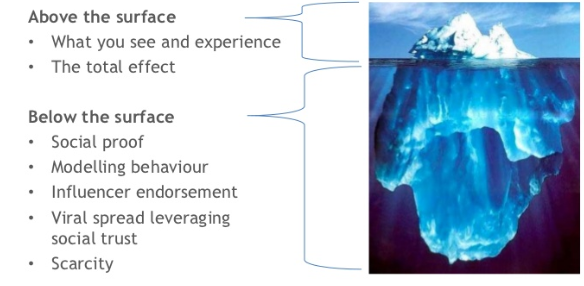 Above the surface
• What you see and experience
• The total effect
Below the surface
• Social proof
• Modelling behaviour
• Influencer endorsement
• Viral spread leveraging
social trust
• Scarcity